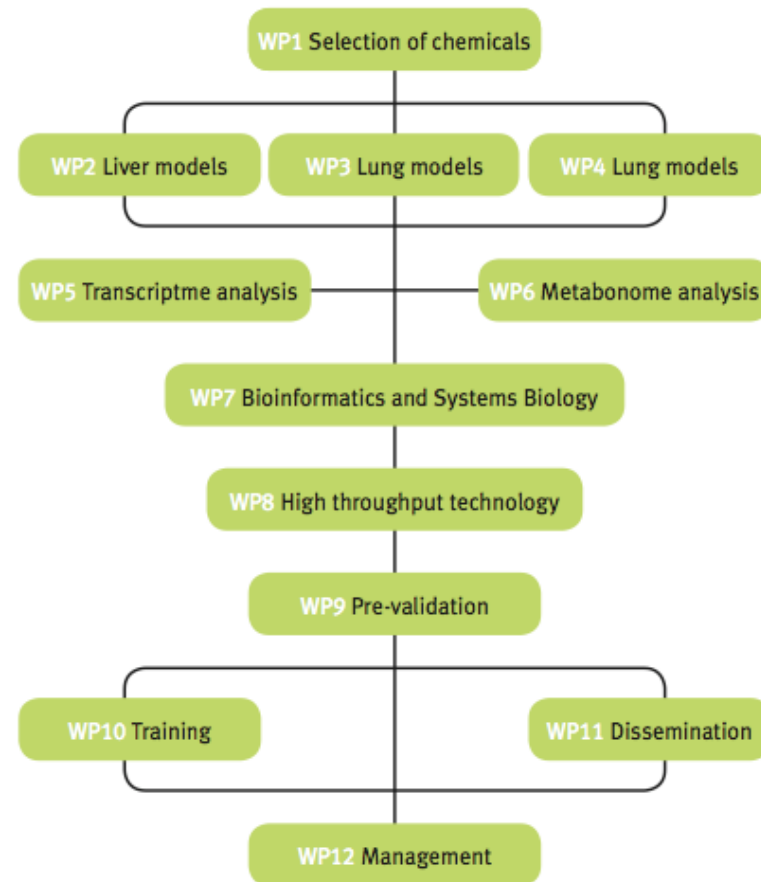 WP1 Selection of chemicals
WP2 Liver models
WP3 Lung models
WP4 Lung models
WP5 Transcriptme analysis
WP6 Metabonome analysis
WP7 Bioinformatics and Systems Biology
WP8 High throughput technology
WP9 Pre-validation
WP10 Training
WP11 Dissemination
WP12 Management